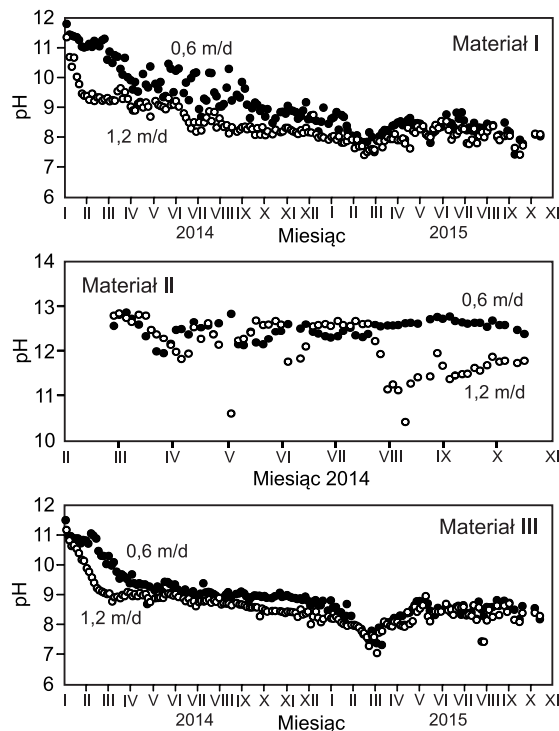 12
11
10
9
8
7
6
pH
Materiał I
0,6 m/d
1,2 m/d
I II III IV V VI VII VIII IX X XI XII I II III IV V VI VII VIII IX X XI
2014 Miesiąc 2015
14
13
12
11
10
pH
Materiał II
0,6 m/d
1,2 m/d
II III IV V VI VII VIII IX X XI
Miesiąc 2014
12
11
10
9
8
7
6
pH
Materiał III
0,6 m/d
1,2 m/d
I II III IV V VI VII VIII IX X XI XII I II III IV V VI VII VIII IX X XI
2014 Miesiąc 2015